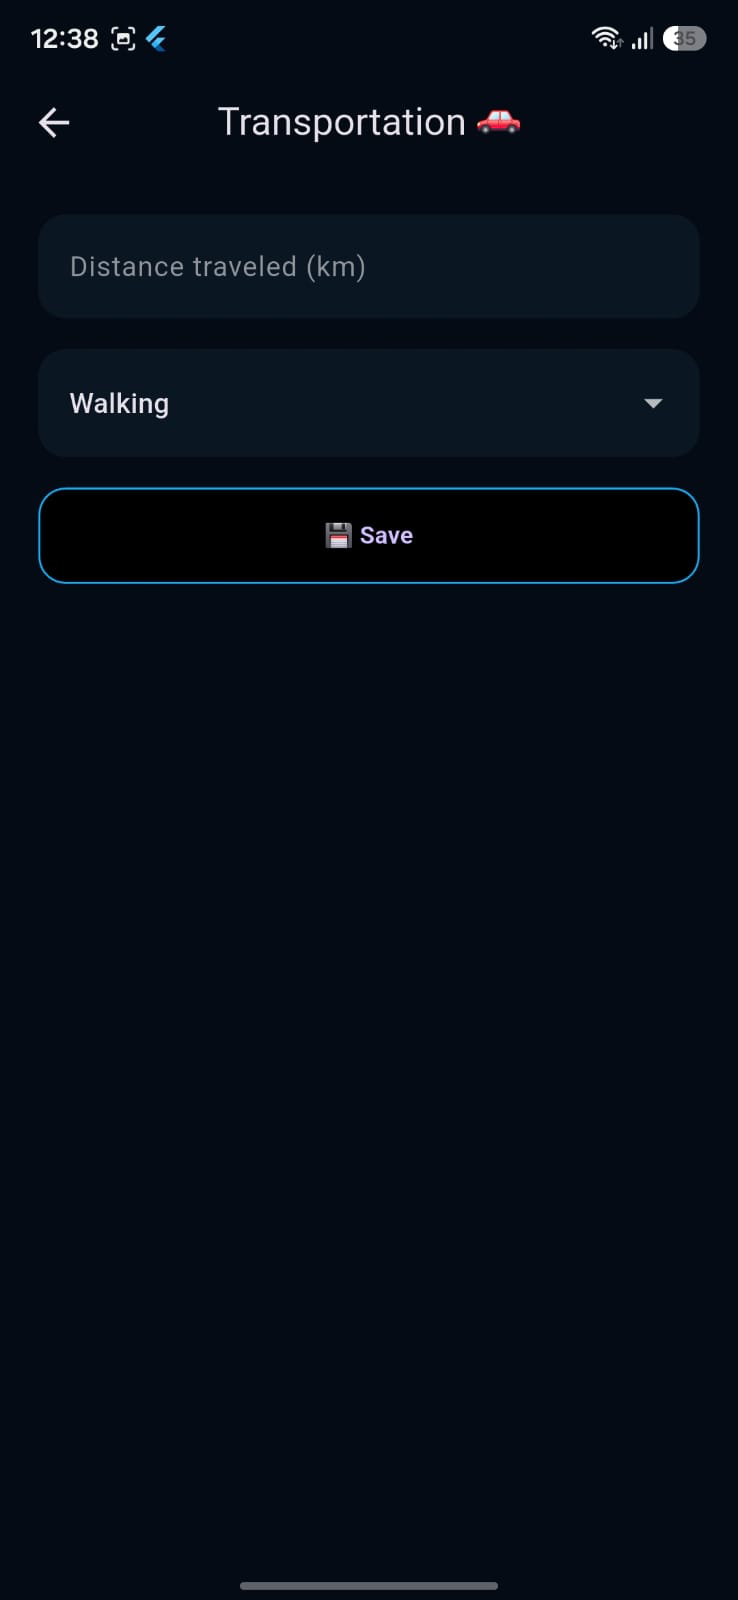 12:38 35
Transportation 🚗
Distance traveled (km)
Walking
💾 Save